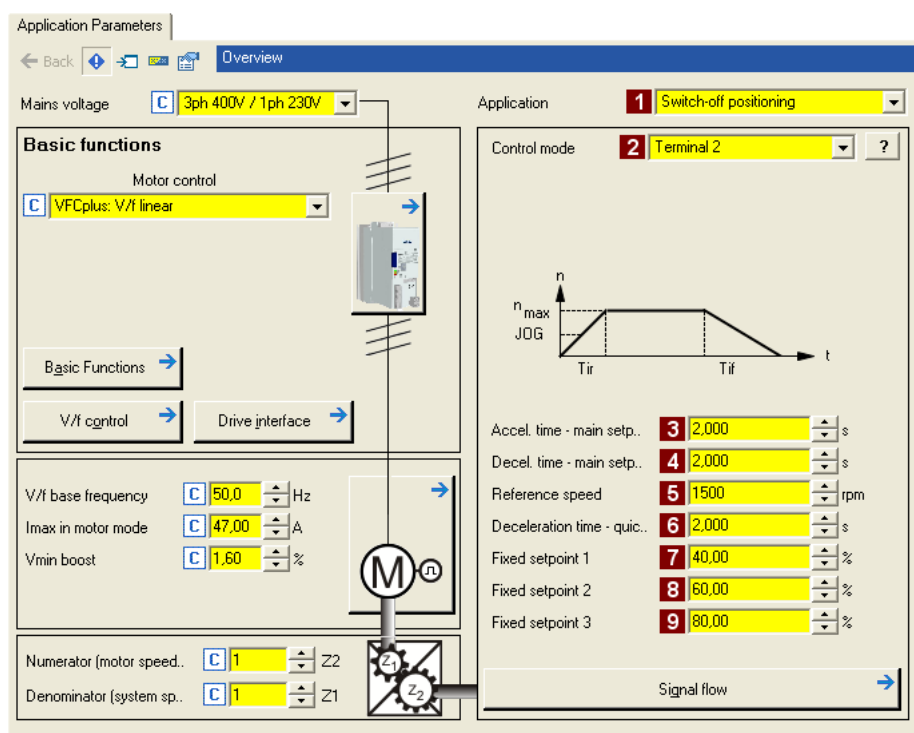 Application Parameters
Back
Overview
Mains voltage C 3ph 400V / 1ph 230V
Application 1 Switch-off positioning
Basic functions
Control mode 2 Terminal 2 ?
Motor control
C VFCplus: V/f linear
n
n max
JOG
t
Tir Tif
Basic Functions
V/f control Drive interface
Accel. time - main setp.. 3 2,000 s
Decel. time - main setp.. 4 2,000 s
V/f base frequency C 50,0 Hz
Reference speed 5 1500 rpm
Imax in motor mode C 47,00 A
Deceleration time - quic.. 6 2,000 s
Vmin boost C 1,60 %
Fixed setpoint 1 7 40,00 %
M
Fixed setpoint 2 8 60,00 %
Fixed setpoint 3 9 80,00 %
Numerator (motor speed.. C 1 Z2
Z1
Denominator (system sp.. C 1 Z1
Z2
Signal flow